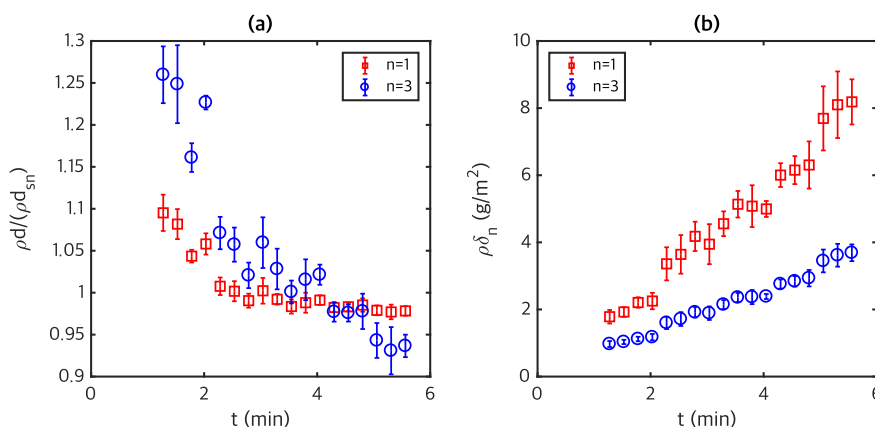 (a)
1.3
1.25
1.2
1.15
1.1
1.05
1
0.95
0.9
0 2 4 6
t (min)
ρd/(ρd_sn)
n=1
n=3
(b)
10
8
6
4
2
0
0 2 4 6
t (min)
ρδ_n (g/m²)
n=1
n=3